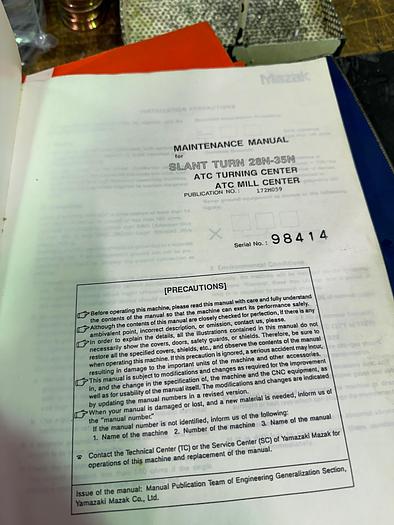 Mazak
MAINTENANCE MANUAL
for
SLANT TURN 28N-35N
ATC TURNING CENTER
ATC MILL CENTER
PUBLICATION NO.: 172H059
Serial No.: 98414
[PRECAUTIONS]
Before operating this machine, please read this manual with care and fully understand
the contents of the manual so that the machine can exert its performance safely.
Although the contents of this manual are closely checked for perfection, if there is any
ambivalent point, incorrect description, or omission, contact us, please.
In order to explain the details, all the illustrations contained in this manual do not
necessarily show the covers, doors, safety guards, or shields. Therefore, be sure to
restore all the specified covers, shields, etc., and observe the contents of the manual
when operating this machine. If this precaution is ignored, a serious accident may incur,
resulting in damage to the important units of the machine and other accessories.
This manual is subject to modifications and changes as required for the improvement
in, and the change in the specification of, the machine and the CNC equipment, as
well as for usability of the manual itself. The modifications and changes are indicated
by updating the manual numbers in a revised version.
When your manual is damaged or lost, and a new material is needed, inform us of
the "manual number."
If the manual number is not identified, inform us of the following:
1. Name of the machine 2. Number of the machine 3. Name of the manual
Contact the Technical Center (TC) or the Service Center (SC) of Yamazaki Mazak for
operations of this machine and replacement of the manual.
Issue of the manual: Manual Publication Team of Engineering Generalization Section,
Yamazaki Mazak Co., Ltd.